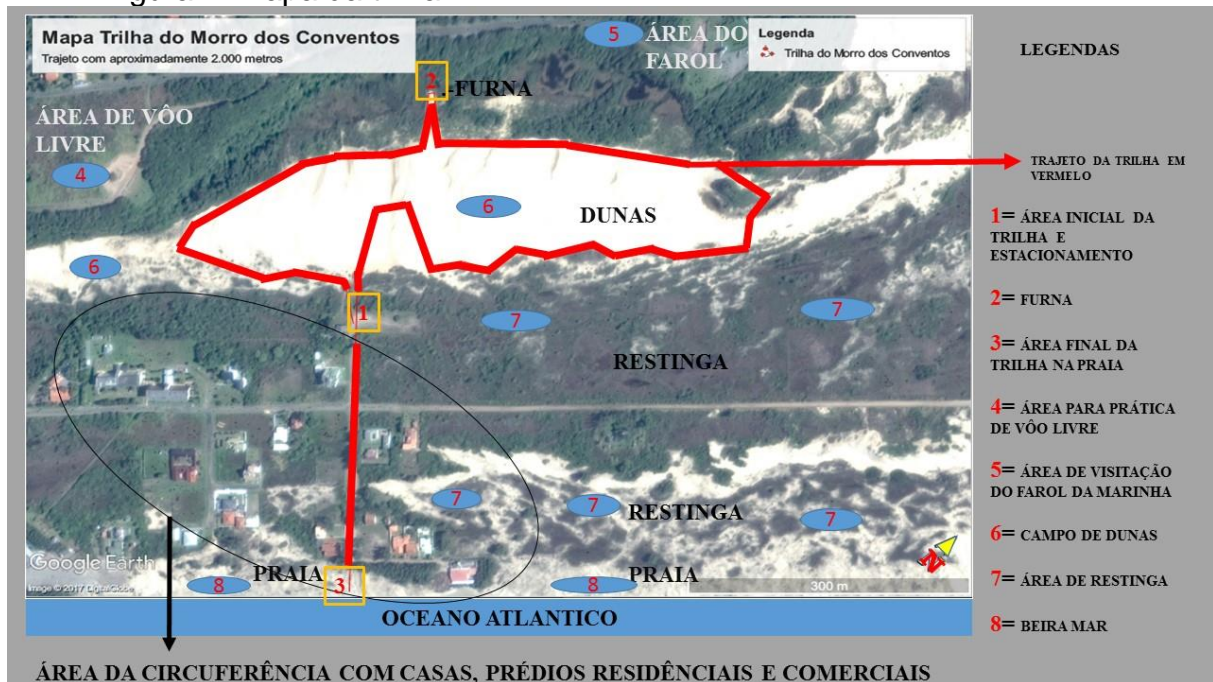 Mapa Trilha do Morro dos Conventos
Trajeto com aproximadamente 2.000 metros
5
ÁREA DO
FAROL
Legenda
Trilha do Morro dos Conventos
2
-FURNA
ÁREA DE VÔO
LIVRE
4
6
DUNAS
6
1
7
7
RESTINGA
7
7
7
RESTINGA
Google Earth
Image © 2017 DigitalGlobe
PRAIA
8
3
8
PRAIA
N
300 m
OCEANO ATLANTICO
ÁREA DA CIRCUFERÊNCIA COM CASAS, PRÉDIOS RESIDÊNCIAIS E COMERCIAIS
LEGENDAS
TRAJETO DA TRILHA EM
VERMELO
1= ÁREA INICIAL DA
TRILHA E
ESTACIONAMENTO
2= FURNA
3= ÁREA FINAL DA
TRILHA NA PRAIA
4= ÁREA PARA PRÁTICA
DE VÔO LIVRE
5= ÁREA DE VISITAÇÃO
DO FAROL DA MARINHA
6= CAMPO DE DUNAS
7= ÁREA DE RESTINGA
8= BEIRA MAR